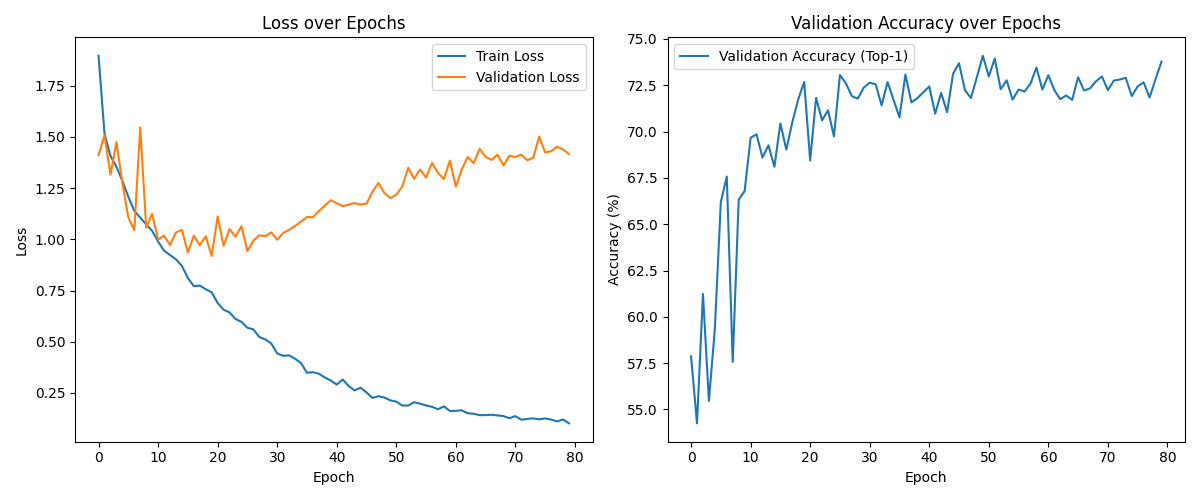 Loss over Epochs
Train Loss
Validation Loss
1.75
1.50
1.25
1.00
0.75
0.50
0.25
Loss
0 10 20 30 40 50 60 70 80
Epoch
Validation Accuracy over Epochs
Validation Accuracy (Top-1)
75.0
72.5
70.0
67.5
65.0
62.5
60.0
57.5
55.0
Accuracy (%)
0 10 20 30 40 50 60 70 80
Epoch